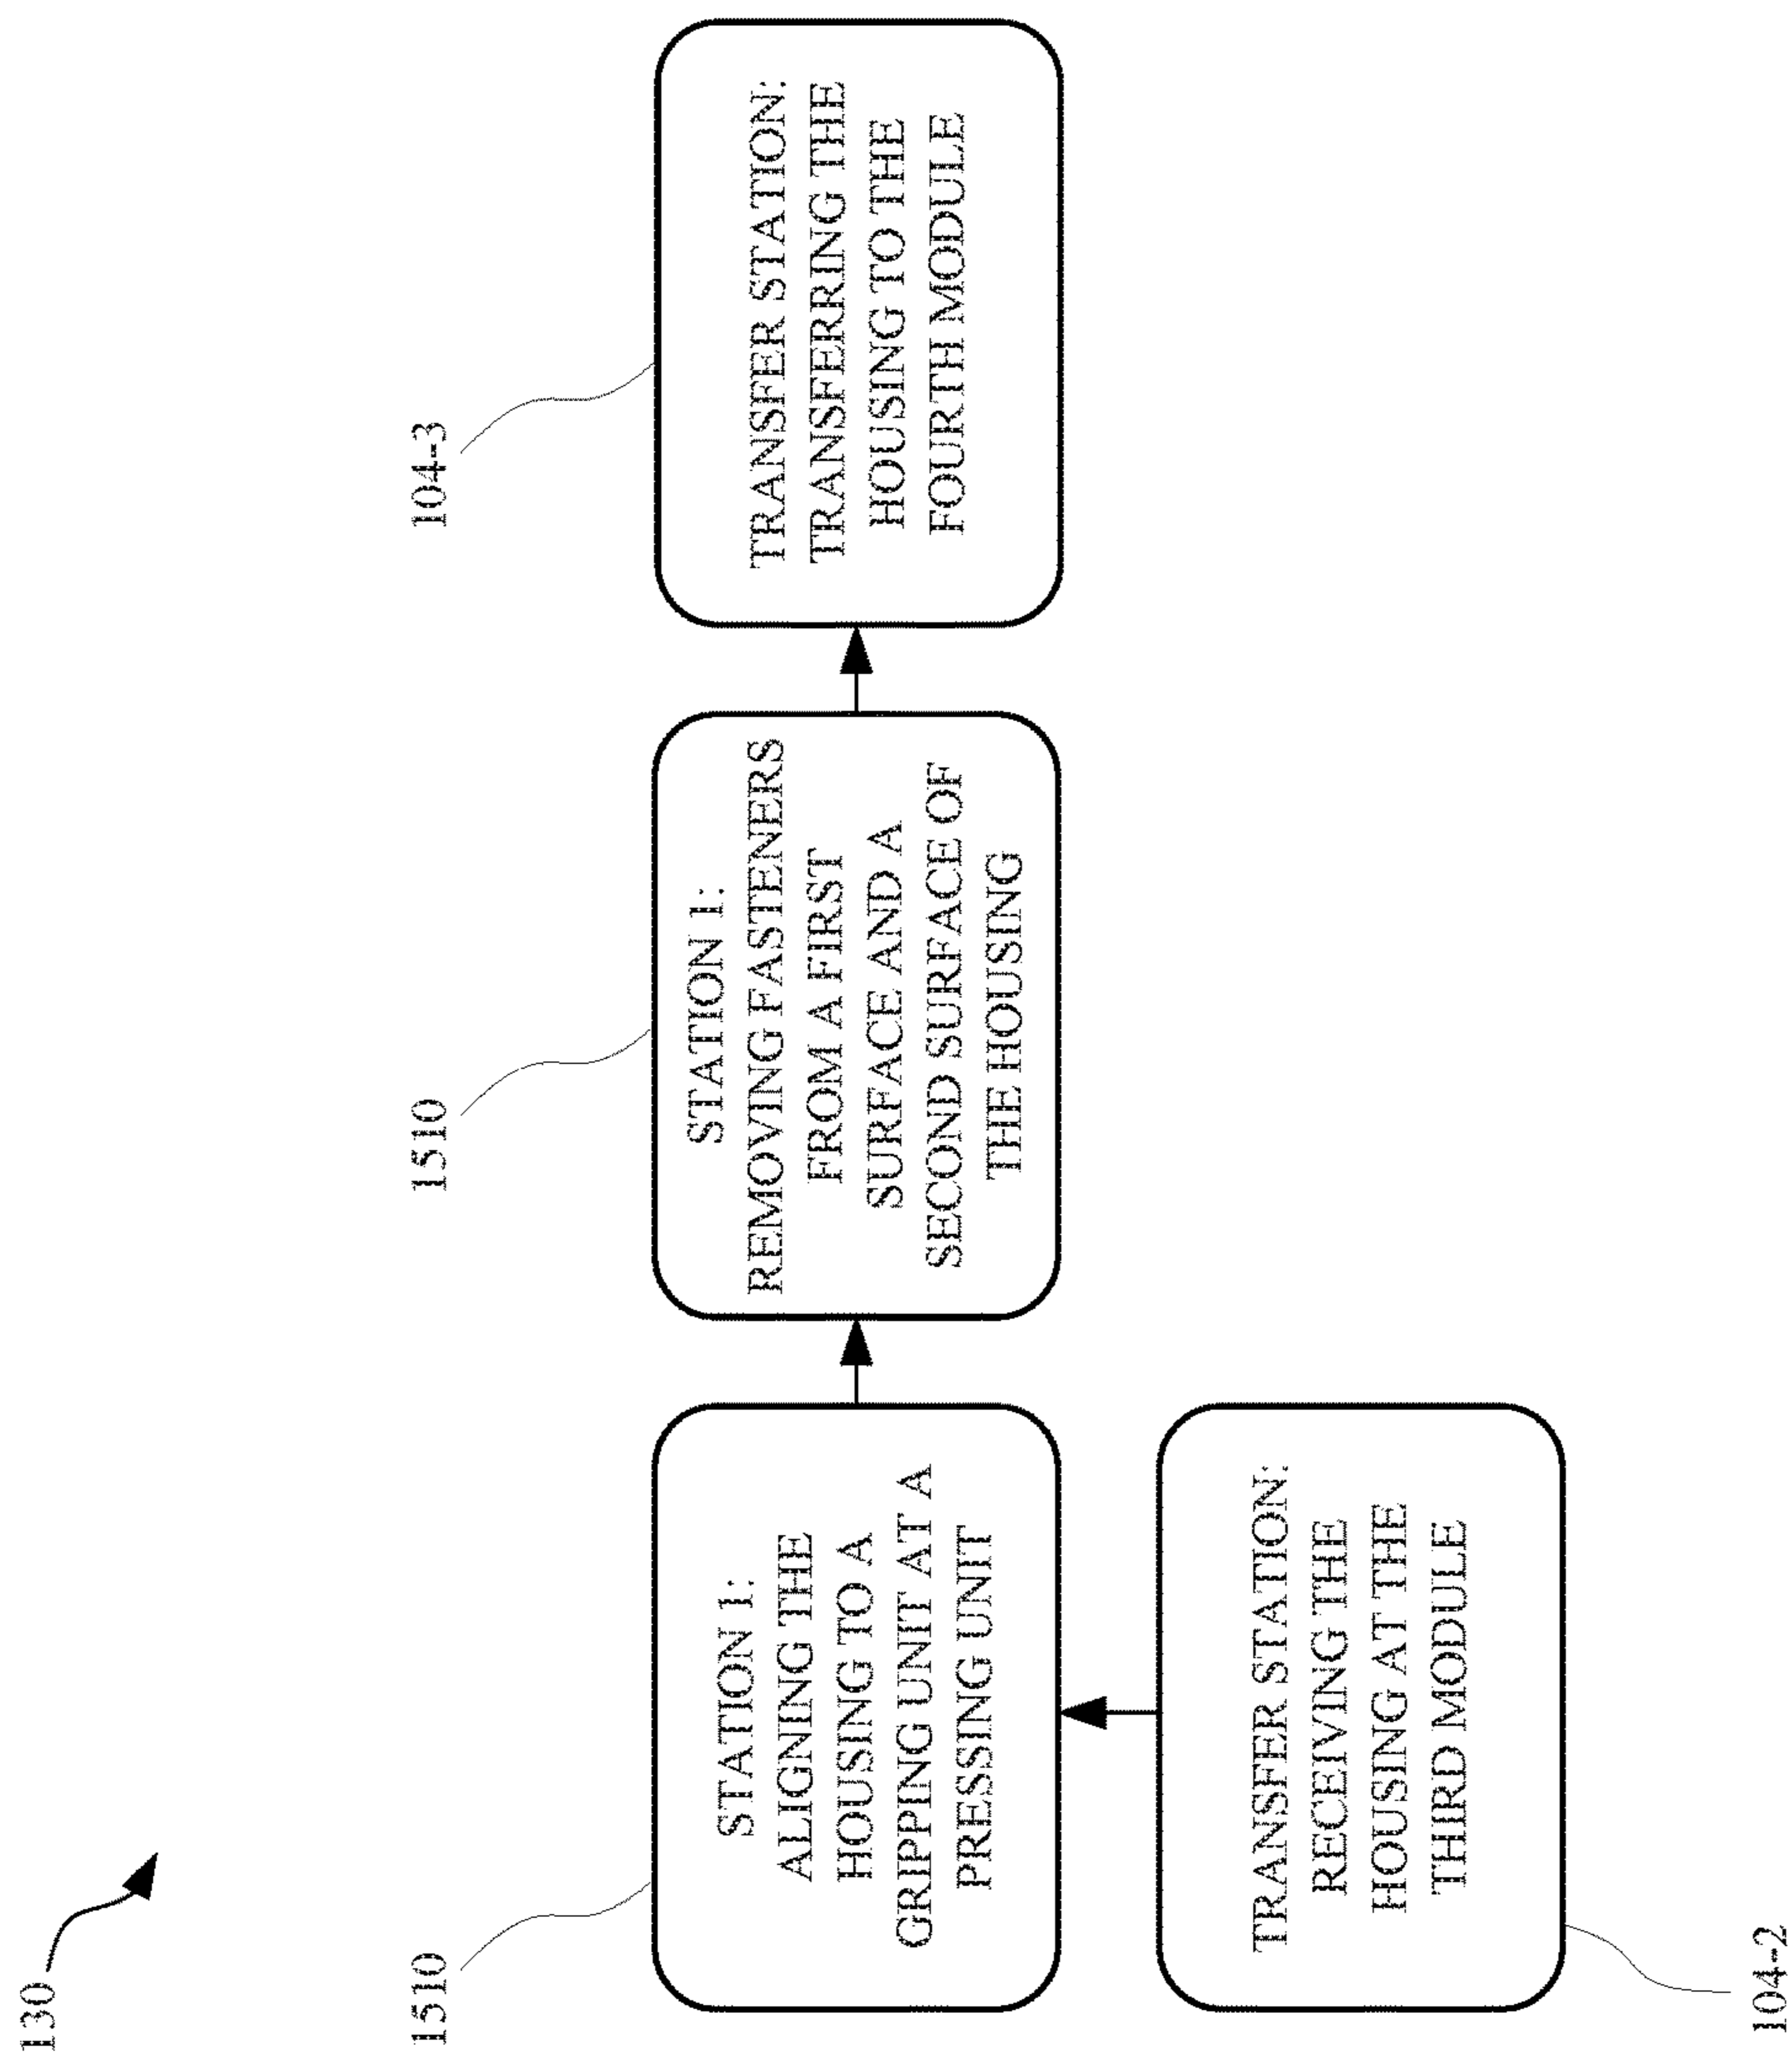 130
1510
STATION 1:
ALIGNING THE
HOUSING TO A
GRIPPING UNIT AT A
PRESSING UNIT
1510
STATION 1:
REMOVING FASTENERS
FROM A FIRST
SURFACE AND A
SECOND SURFACE OF
THE HOUSING
104-3
TRANSFER STATION:
TRANSFERRING THE
HOUSING TO THE
FOURTH MODULE
TRANSFER STATION:
RECEIVING THE
HOUSING AT THE
THIRD MODULE
104-2